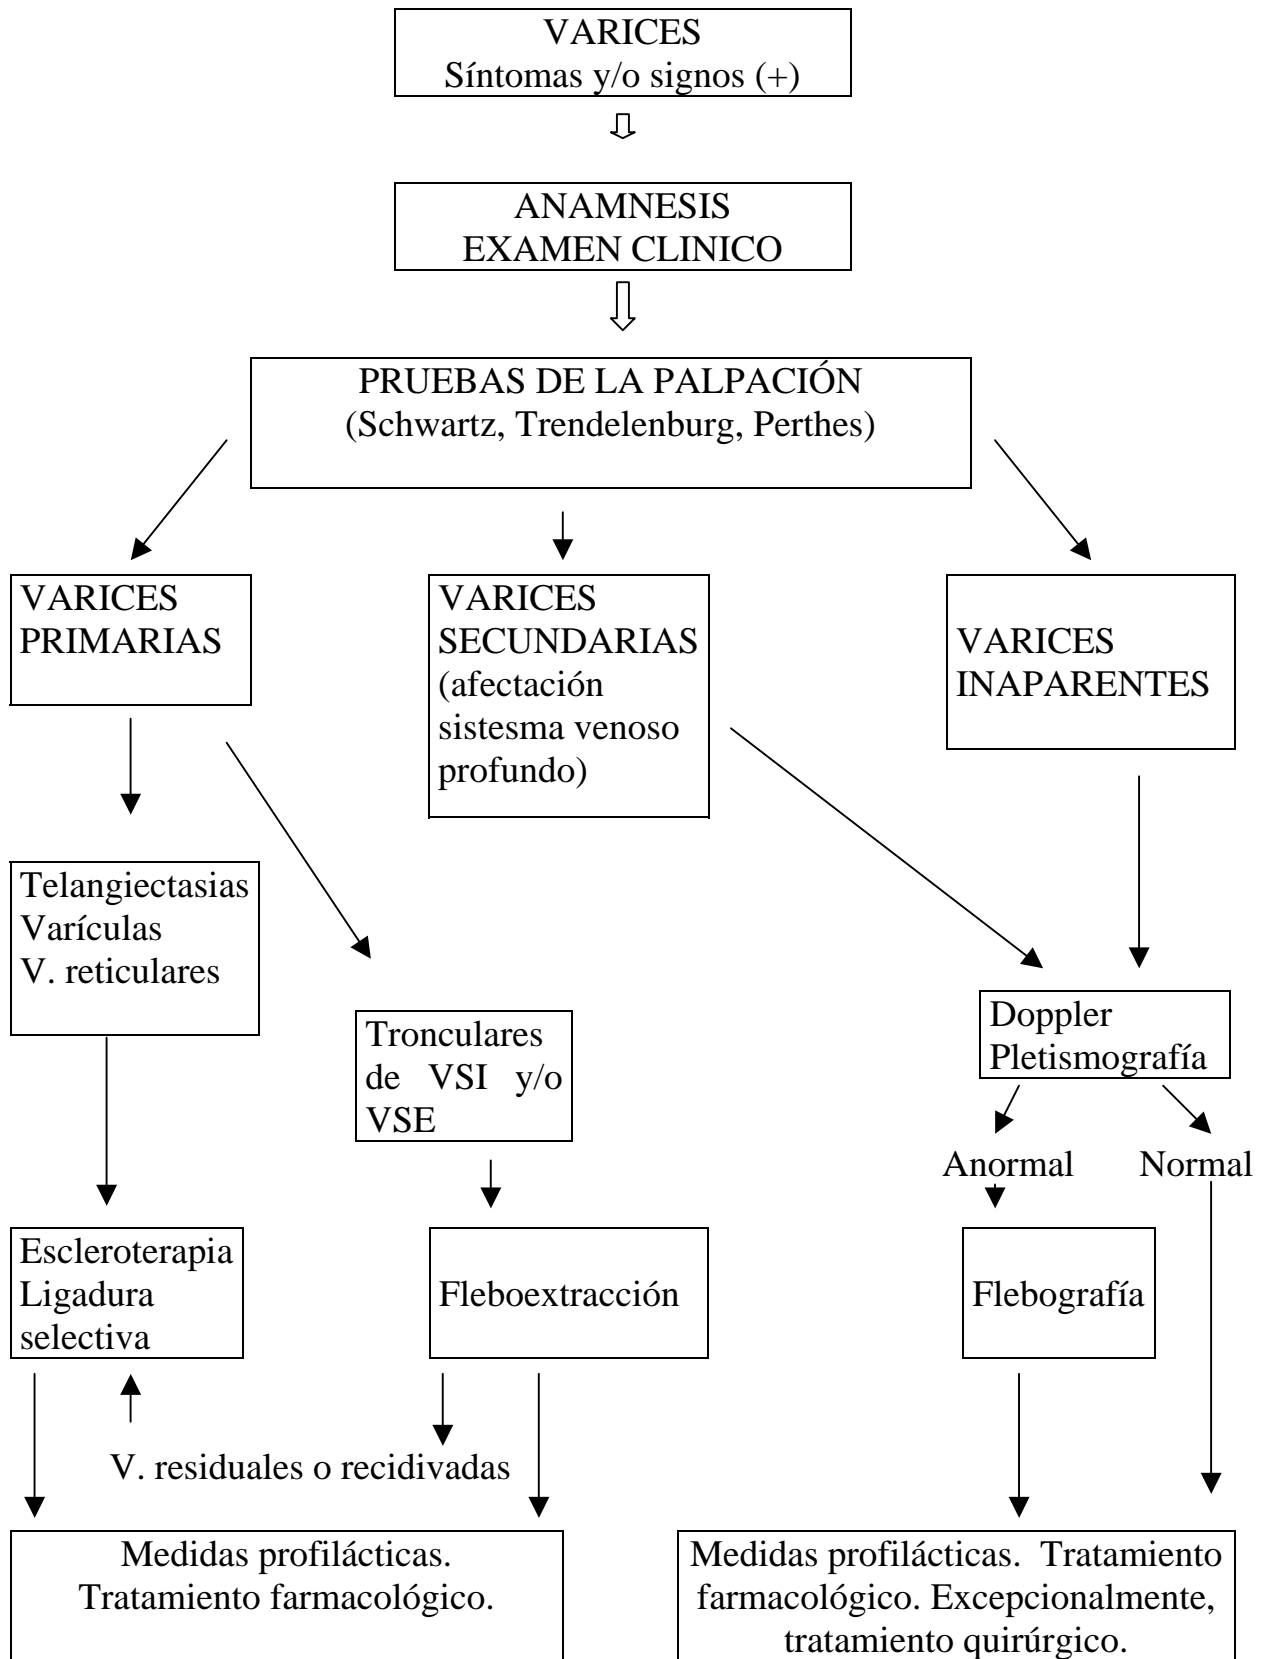 VARICES
Síntomas y/o signos (+)
ANAMNESIS
EXAMEN CLINICO
PRUEBAS DE LA PALPACIÓN
(Schwartz, Trendelenburg, Perthes)
VARICES
PRIMARIAS
VARICES
SECUNDARIAS
(afectación
sistesma venoso
profundo)
VARICES
INAPARENTES
Telangiectasias
Varículas
V. reticulares
Tronculares
de VSI y/o
VSE
Doppler
Pletismografía
Anormal
Normal
Escleroterapia
Ligadura
selectiva
Fleboextracción
Flebografía
V. residuales o recidivadas
Medidas profilácticas.
Tratamiento farmacológico.
Medidas profilácticas. Tratamiento
farmacológico. Excepcionalmente,
tratamiento quirúrgico.